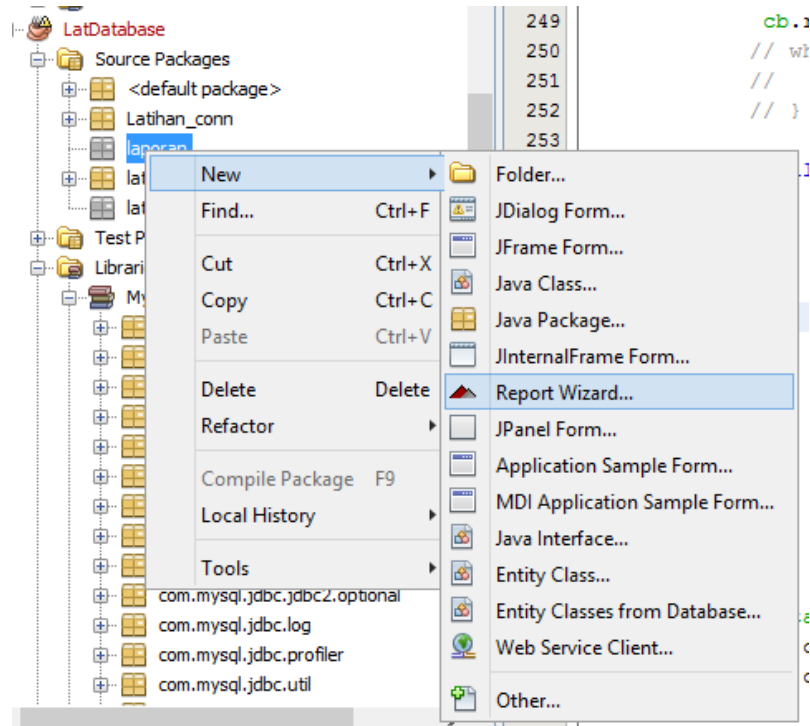 LatDatabase
Source Packages
<default package>
Latihan_conn
laporan
lat
lat
Test P
Librari
My
com.mysql.jdbc.jdbc2.optional
com.mysql.jdbc.log
com.mysql.jdbc.profiler
com.mysql.jdbc.util
New
Find... Ctrl+F
Cut Ctrl+X
Copy Ctrl+C
Paste Ctrl+V
Delete Delete
Refactor
Compile Package F9
Local History
Tools
Folder...
JDialog Form...
JFrame Form...
Java Class...
Java Package...
JInternalFrame Form...
Report Wizard...
JPanel Form...
Application Sample Form...
MDI Application Sample Form...
Java Interface...
Entity Class...
Entity Classes from Database...
Web Service Client...
Other...
249 cb.
250 // wh
251 //
252 // }
253